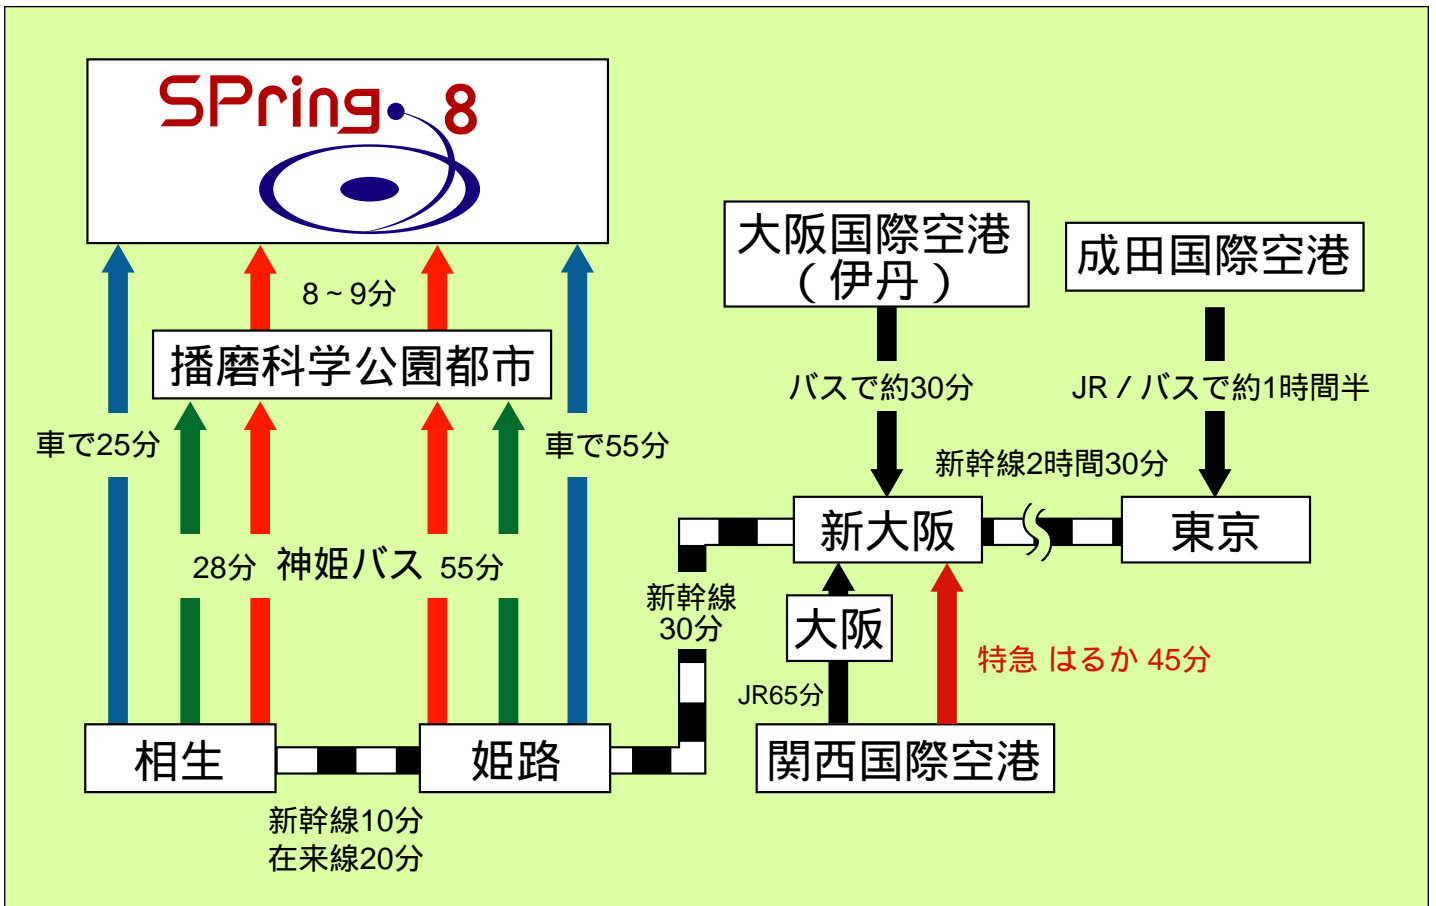 SPring-8
8～9分
播磨科学公園都市
車で25分
車で55分
28分 神姫バス 55分
相生
姫路
新幹線10分
在来線20分
新幹線
30分
大阪国際空港
（伊丹）
成田国際空港
バスで約30分
JR／バスで約1時間半
新幹線2時間30分
新大阪
東京
大阪
JR65分
特急 はるか 45分
関西国際空港